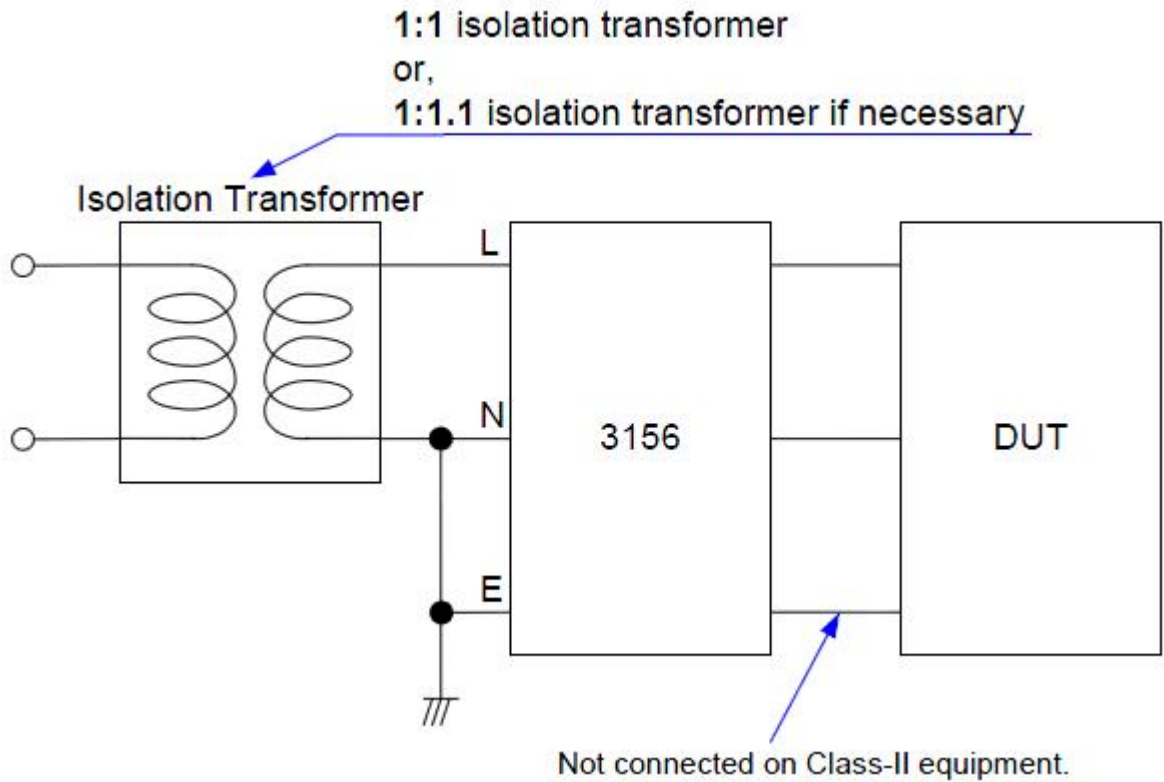 1:1 isolation transformer
or,
1:1.1 isolation transformer if necessary
Isolation Transformer
L
N
E
3156
DUT
Not connected on Class-II equipment.